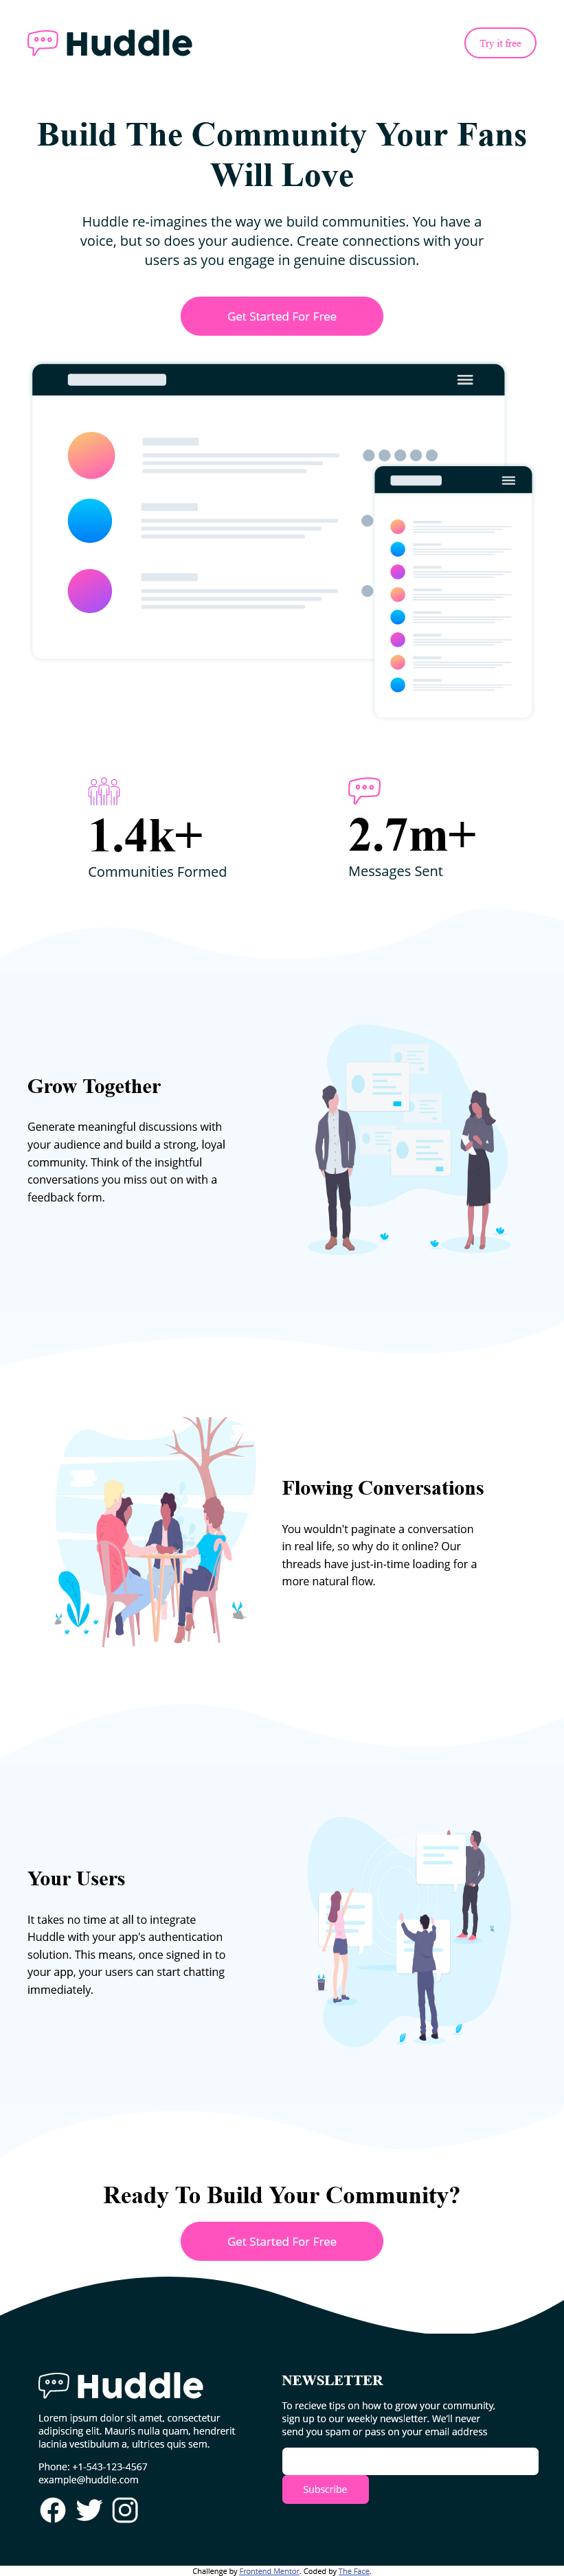 Huddle
Try it free
Build The Community Your Fans
Will Love
Huddle re-imagines the way we build communities. You have a
voice, but so does your audience. Create connections with your
users as you engage in genuine discussion.
Get Started For Free
1.4k+
Communities Formed
2.7m+
Messages Sent
Grow Together
Generate meaningful discussions with
your audience and build a strong, loyal
community. Think of the insightful
conversations you miss out on with a
feedback form.
Flowing Conversations
You wouldn't paginate a conversation
in real life, so why do it online? Our
threads have just-in-time loading for a
more natural flow.
Your Users
It takes no time at all to integrate
Huddle with your app's authentication
solution. This means, once signed in to
your app, your users can start chatting
immediately.
Ready To Build Your Community?
Get Started For Free
Huddle
Lorem ipsum dolor sit amet, consectetur
adipiscing elit. Mauris nulla quam, hendrerit
lacinia vestibulum a, ultrices quis sem.
Phone: +1-543-123-4567
example@huddle.com
NEWSLETTER
To recieve tips on how to grow your community,
sign up to our weekly newsletter. We'll never
send you spam or pass on your email address
Subscribe
Challenge by Frontend Mentor. Coded by The Face.